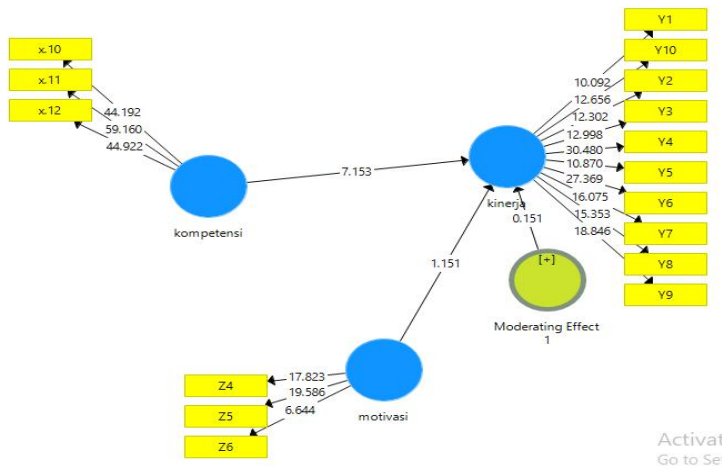 x.10
x.11
x.12
44.192
59.160
44.922
kompetensi
7.153
Y1
Y10
Y2
Y3
Y4
Y5
Y6
Y7
Y8
Y9
10.092
12.656
12.302
12.998
30.480
10.870
27.369
16.075
15.353
18.846
kinerja
0.151
[+]
Moderating Effect
1
1.151
Z4
Z5
Z6
17.823
19.586
6.644
motivasi
Activat
Go to Se